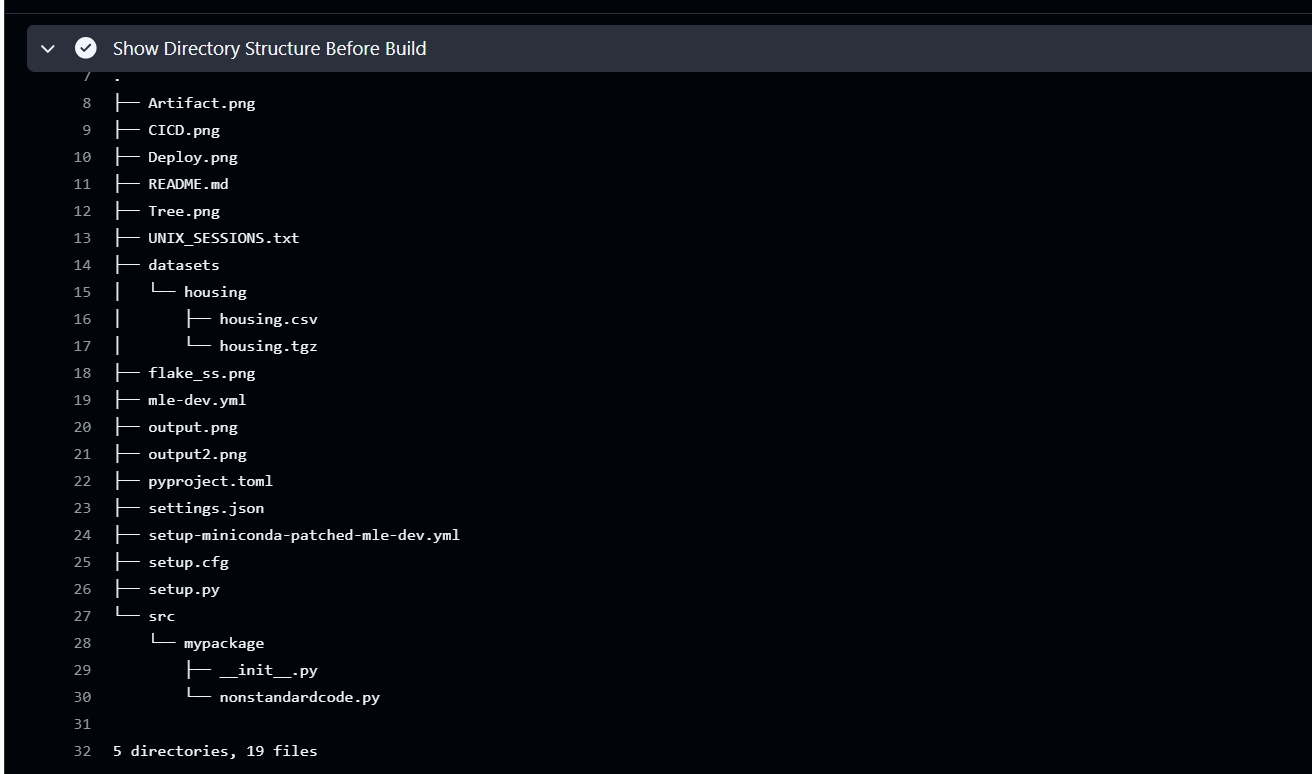 Show Directory Structure Before Build
7 .
8 ├── Artifact.png
9 ├── CICD.png
10 ├── Deploy.png
11 ├── README.md
12 ├── Tree.png
13 ├── UNIX_SESSIONS.txt
14 ├── datasets
15 │   └── housing
16 │       ├── housing.csv
17 │       └── housing.tgz
18 ├── flake_ss.png
19 ├── mle-dev.yml
20 ├── output.png
21 ├── output2.png
22 ├── pyproject.toml
23 ├── settings.json
24 ├── setup-miniconda-patched-mle-dev.yml
25 ├── setup.cfg
26 ├── setup.py
27 └── src
28     └── mypackage
29         ├── __init__.py
30         └── nonstandardcode.py
31
32 5 directories, 19 files